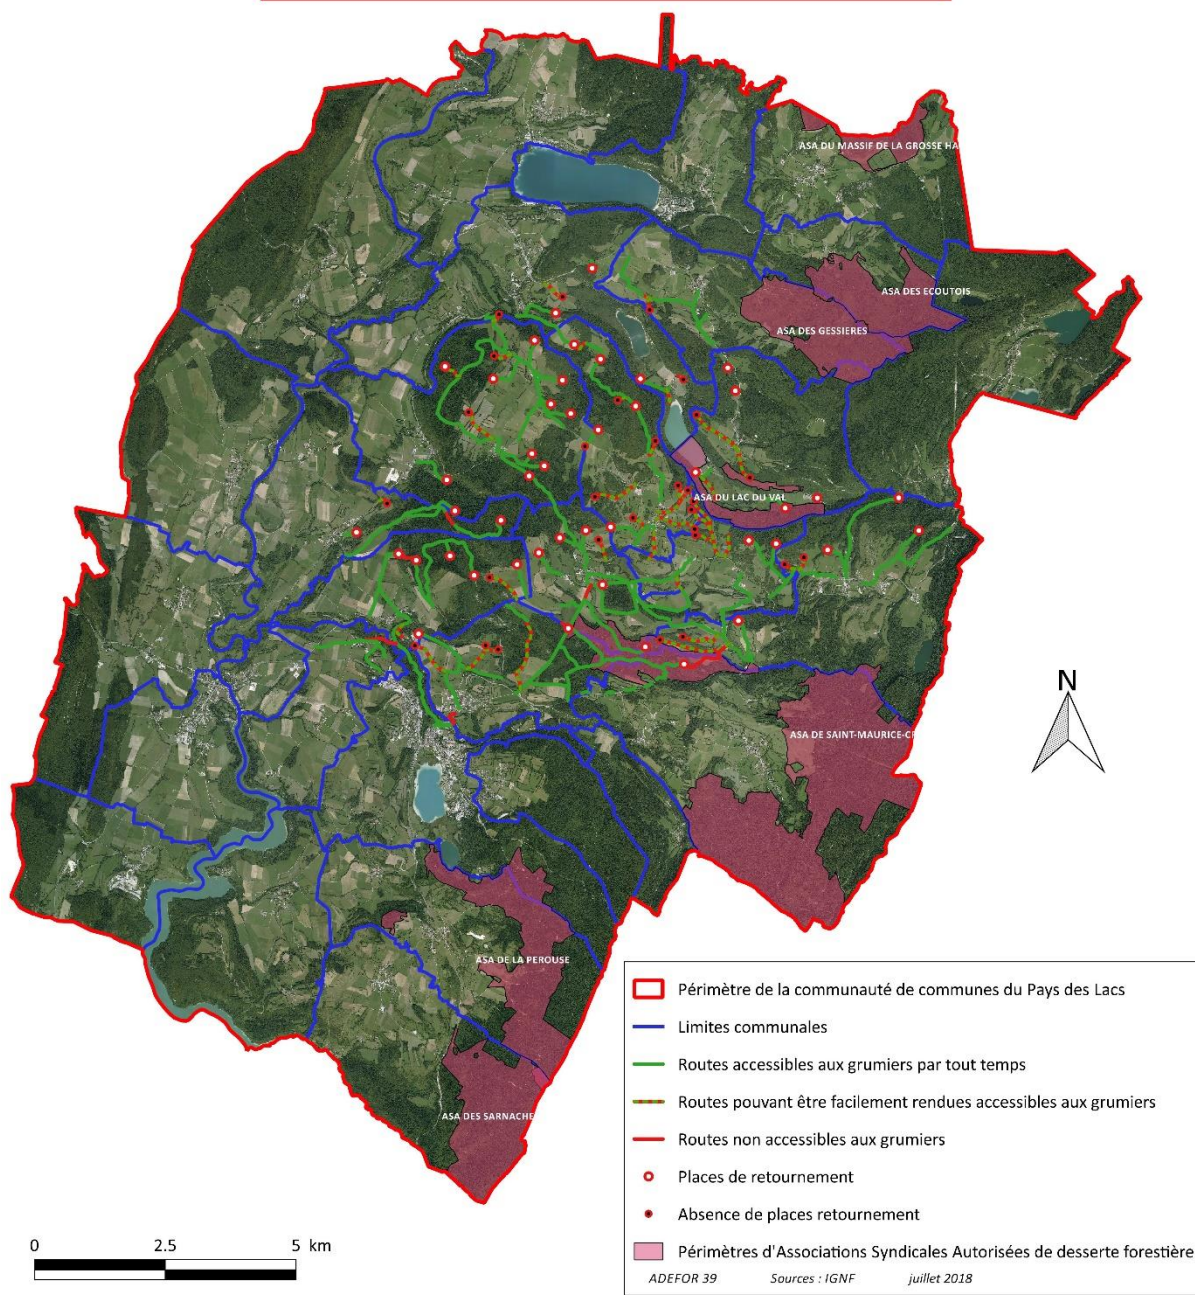 ASA DU MASSIF DE LA GROSSE HA
ASA DES ECOUTOIS
ASA DES GESSIERES
ASA DU LAC DU VAL
ASA DE SAINT-MAURICE-CR
ASA DE LA PEROUSE
ASA DES SARNACHE
N
Périmètre de la communauté de communes du Pays des Lacs
Limites communales
Routes accessibles aux grumiers par tout temps
Routes pouvant être facilement rendues accessibles aux grumiers
Routes non accessibles aux grumiers
Places de retournement
Absence de places retournement
Périmètres d'Associations Syndicales Autorisées de desserte forestière
ADEFOR 39 Sources : IGNF juillet 2018
0 2.5 5 km